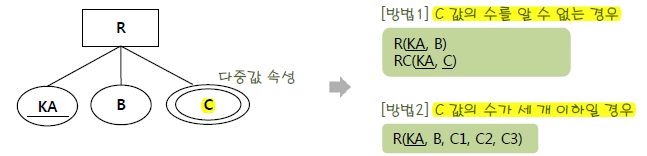 R
KA
B
C
다중값 속성
[방법1] C 값의 수를 알 수 없는 경우
R(KA, B)
RC(KA, C)
[방법2] C 값의 수가 세 개 이하일 경우
R(KA, B, C1, C2, C3)